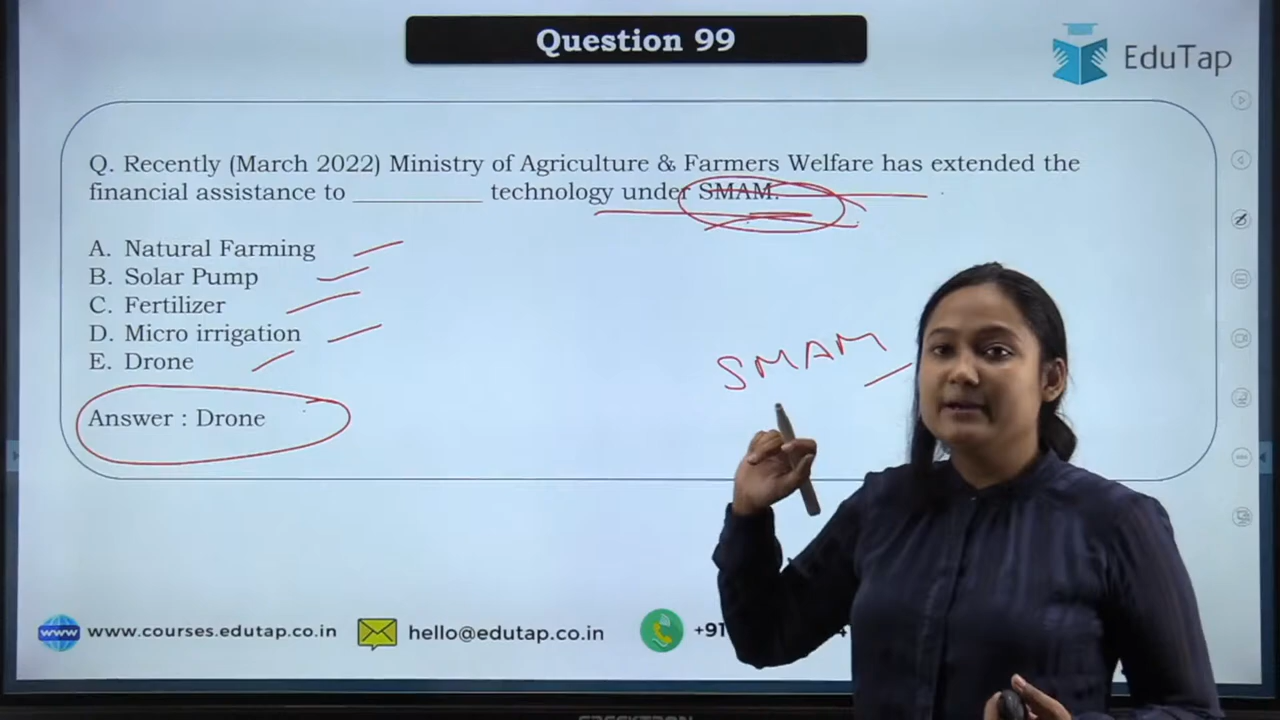 Question 99
EduTap
Q. Recently (March 2022) Ministry of Agriculture & Farmers Welfare has extended the
financial assistance to __________ technology under SMAM.
A. Natural Farming
B. Solar Pump
C. Fertilizer
D. Micro irrigation
E. Drone
SMAM
Answer : Drone
www
www.courses.edutap.co.in
hello@edutap.co.in
+91